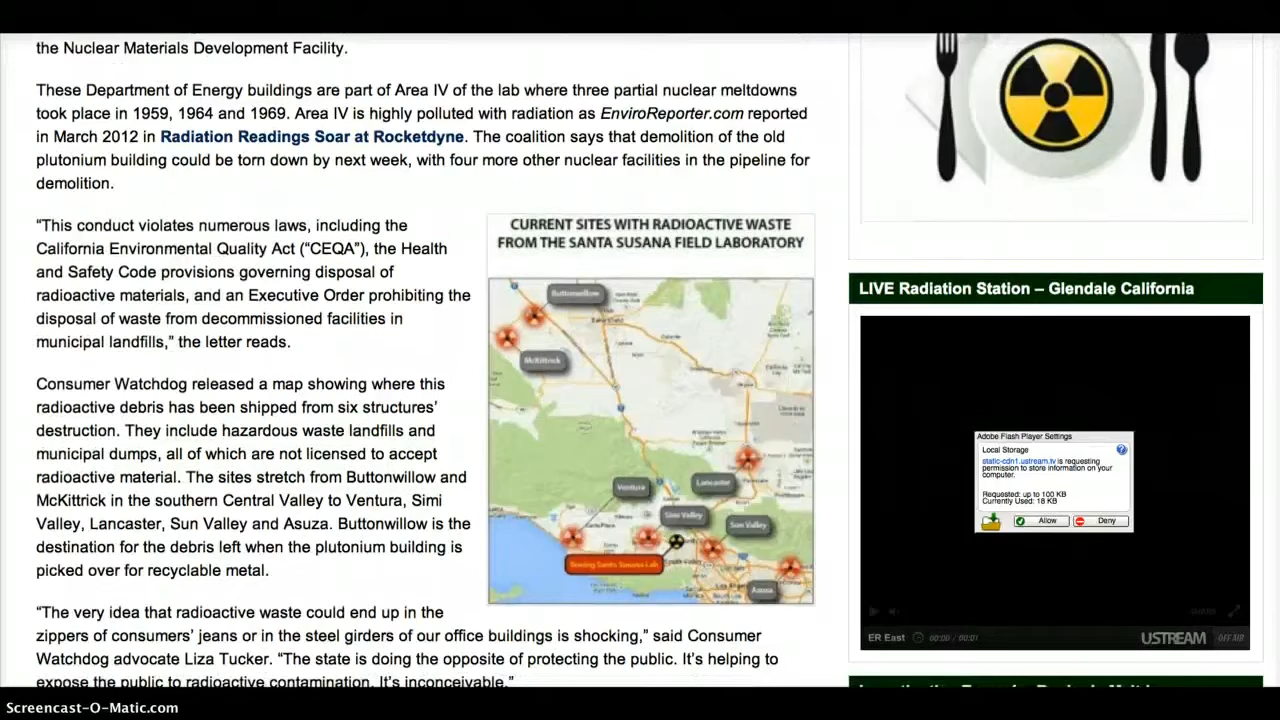 the Nuclear Materials Development Facility.
These Department of Energy buildings are part of Area IV of the lab where three partial nuclear meltdowns
took place in 1959, 1964 and 1969. Area IV is highly polluted with radiation as EnviroReporter.com reported
in March 2012 in Radiation Readings Soar at Rocketdyne. The coalition says that demolition of the old
plutonium building could be torn down by next week, with four more other nuclear facilities in the pipeline for
demolition.
“This conduct violates numerous laws, including the
California Environmental Quality Act (“CEQA”), the Health
and Safety Code provisions governing disposal of
radioactive materials, and an Executive Order prohibiting the
disposal of waste from decommissioned facilities in
municipal landfills,” the letter reads.
Consumer Watchdog released a map showing where this
radioactive debris has been shipped from six structures’
destruction. They include hazardous waste landfills and
municipal dumps, all of which are not licensed to accept
radioactive material. The sites stretch from Buttonwillow and
McKittrick in the southern Central Valley to Ventura, Simi
Valley, Lancaster, Sun Valley and Asuza. Buttonwillow is the
destination for the debris left when the plutonium building is
picked over for recyclable metal.
“The very idea that radioactive waste could end up in the
zippers of consumers’ jeans or in the steel girders of our office buildings is shocking,” said Consumer
Watchdog advocate Liza Tucker. “The state is doing the opposite of protecting the public. It’s helping to
expose the public to radioactive contamination. It’s inconceivable.”
CURRENT SITES WITH RADIOACTIVE WASTE
FROM THE SANTA SUSANA FIELD LABORATORY
Buttonwillow
McKittrick
Ventura
Lancaster
Simi Valley
Sun Valley
Boeing Santa Susana Lab
Azusa
LIVE Radiation Station – Glendale California
Adobe Flash Player Settings
Local Storage
static-cdn1.ustream.tv is requesting
permission to store information on your
computer.
Requested: up to 100 KB
Currently Used: 18 KB
Allow
Deny
SHARE
ER East
00:00 / 00:01
USTREAM
OFF AIR
Screencast-O-Matic.com